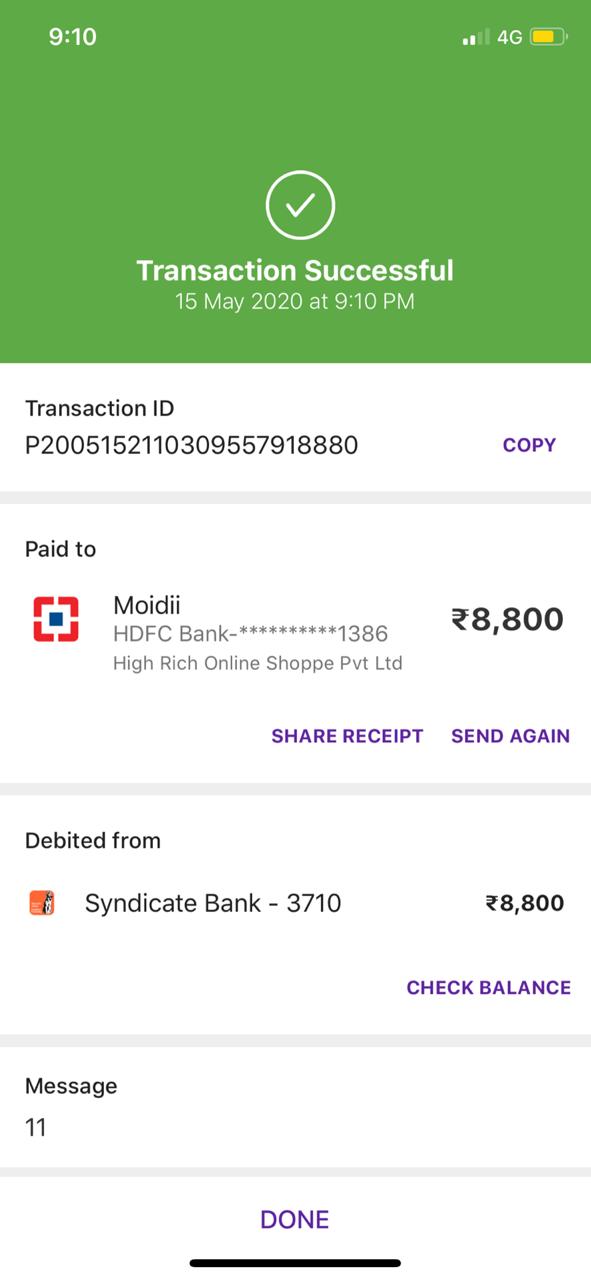 9:10
4G
Transaction Successful
15 May 2020 at 9:10 PM
Transaction ID
P2005152110309557918880
COPY
Paid to
Moidii
₹8,800
HDFC Bank-**********1386
High Rich Online Shoppe Pvt Ltd
SHARE RECEIPT SEND AGAIN
Debited from
Syndicate Bank - 3710
₹8,800
CHECK BALANCE
Message
11
DONE